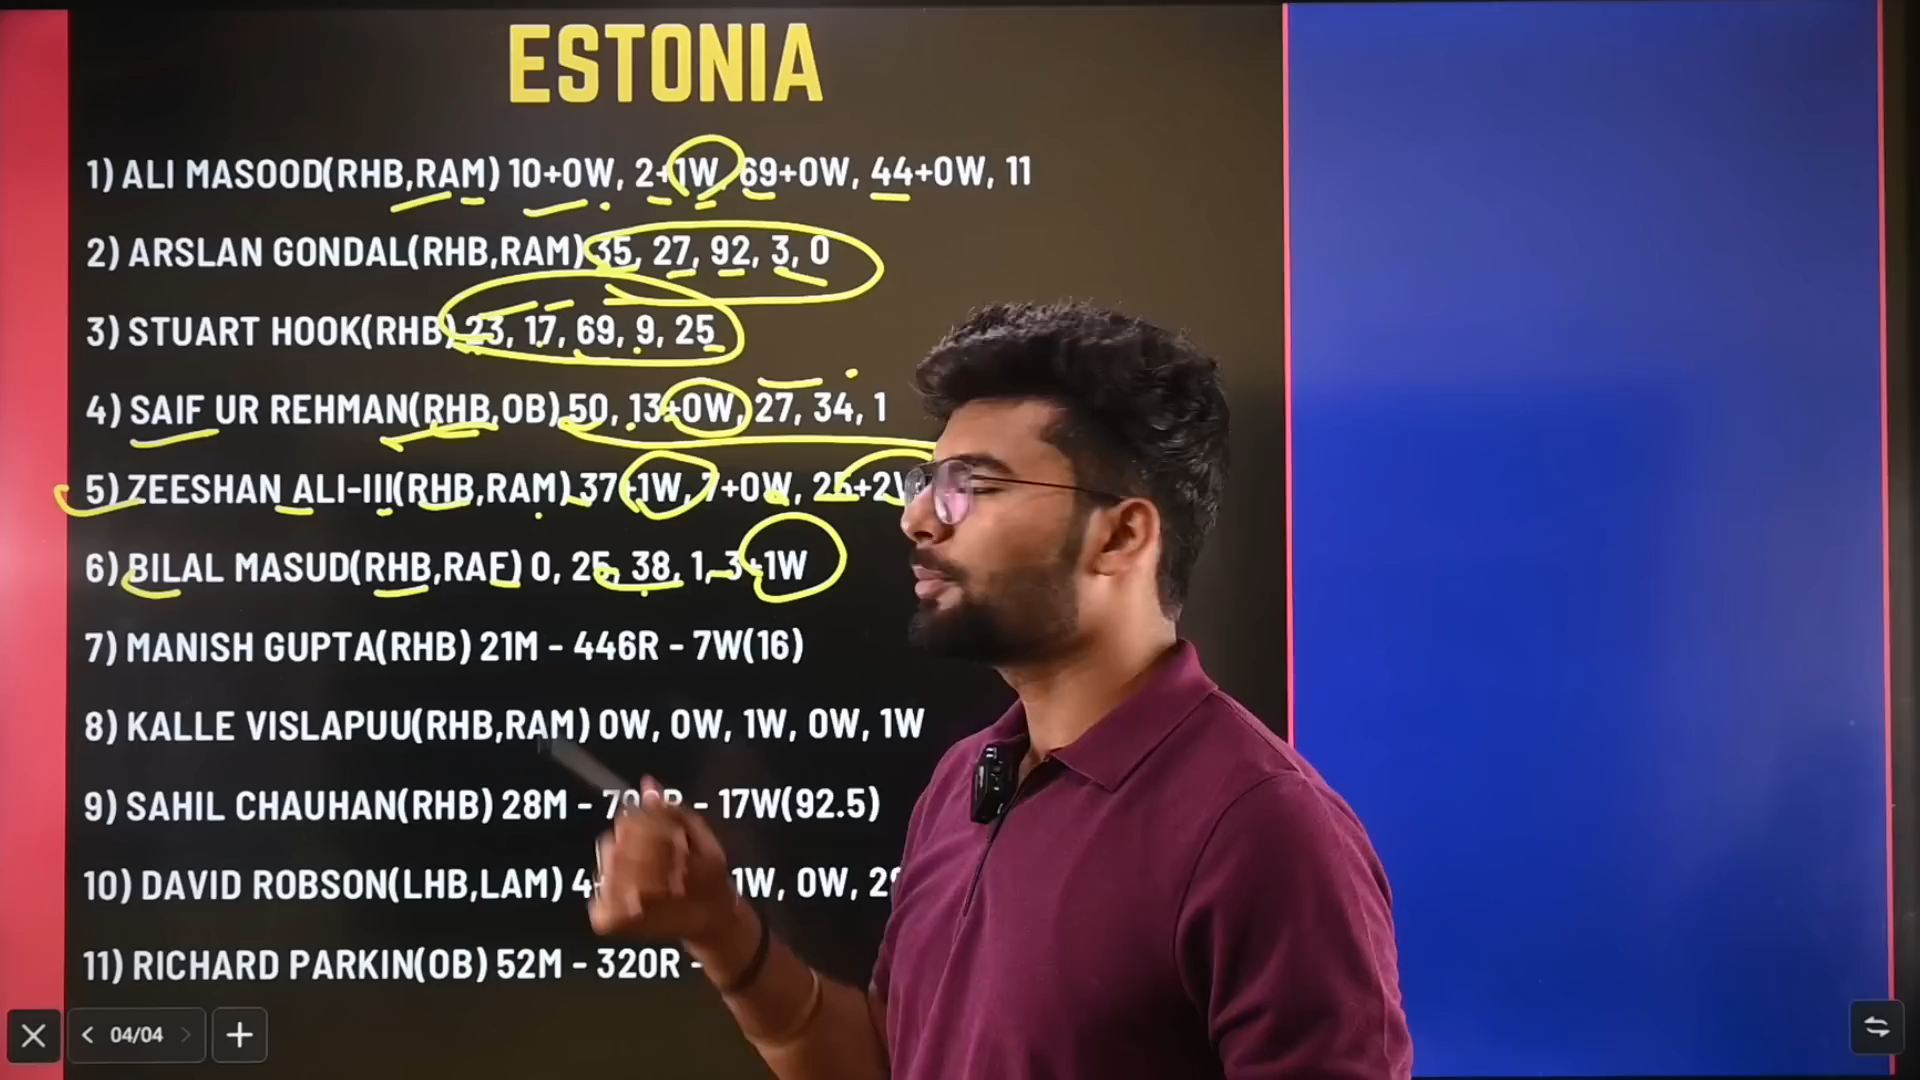 ESTONIA
1) ALI MASOOD(RHB,RAM) 10+0W, 2+1W, 69+0W, 44+0W, 11
2) ARSLAN GONDAL(RHB,RAM) 35, 27, 92, 3, 0
3) STUART HOOK(RHB) 23, 17, 69, 9, 25
4) SAIF UR REHMAN(RHB,OB) 50, 13+0W, 27, 34, 1
5) ZEESHAN ALI-III(RHB,RAM) 37+1W, 7+0W, 25+2W
6) BILAL MASUD(RHB,RAF) 0, 25, 38, 1, 3+1W
7) MANISH GUPTA(RHB) 21M - 446R - 7W(16)
8) KALLE VISLAPUU(RHB,RAM) 0W, 0W, 1W, 0W, 1W
9) SAHIL CHAUHAN(RHB) 28M - - 17W(92.5)
10) DAVID ROBSON(LHB,LAM) 1W, 0W,
11) RICHARD PARKIN(OB) 52M - 320R -
04/04